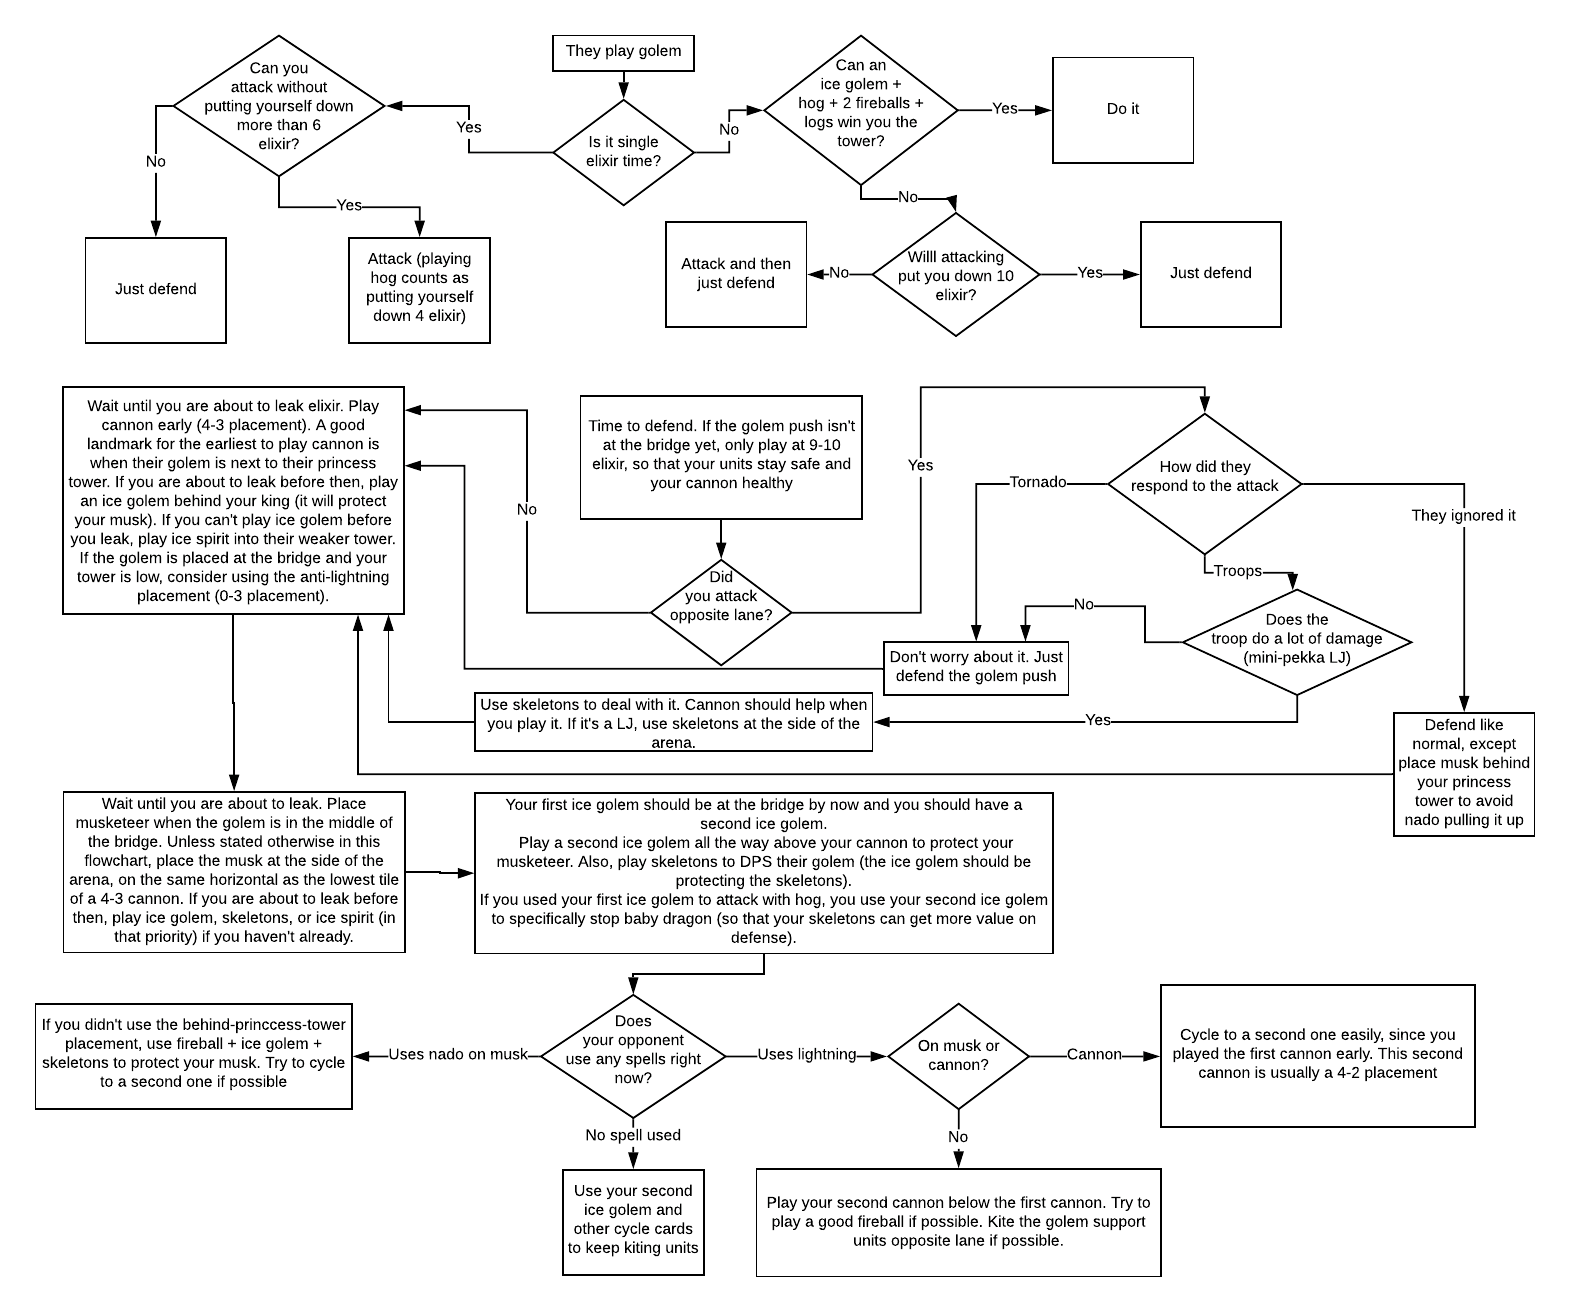 They play golem
Can you
attack without
putting yourself down
more than 6
elixir?
Can an
ice golem +
hog + 2 fireballs +
logs win you the
tower?
Do it
Is it single
elixir time?
Yes
No
Yes
No
Yes
No
Just defend
Attack (playing
hog counts as
putting yourself
down 4 elixir)
Attack and then
just defend
No
Willl attacking
put you down 10
elixir?
Yes
Just defend
Wait until you are about to leak elixir. Play
cannon early (4-3 placement). A good
landmark for the earliest to play cannon is
when their golem is next to their princess
tower. If you are about to leak before then, play
an ice golem behind your king (it will protect
your musk). If you can't play ice golem before
you leak, play ice spirit into their weaker tower.
If the golem is placed at the bridge and your
tower is low, consider using the anti-lightning
placement (0-3 placement).
Time to defend. If the golem push isn't
at the bridge yet, only play at 9-10
elixir, so that your units stay safe and
your cannon healthy
No
Did
you attack
opposite lane?
Yes
How did they
respond to the attack
Tornado
They ignored it
Troops
Does the
troop do a lot of damage
(mini-pekka LJ)
No
Don't worry about it. Just
defend the golem push
Yes
Use skeletons to deal with it. Cannon should help when
you play it. If it's a LJ, use skeletons at the side of the
arena.
Defend like
normal, except
place musk behind
your princess
tower to avoid
nado pulling it up
Wait until you are about to leak. Place
musketeer when the golem is in the middle of
the bridge. Unless stated otherwise in this
flowchart, place the musk at the side of the
arena, on the same horizontal as the lowest tile
of a 4-3 cannon. If you are about to leak before
then, play ice golem, skeletons, or ice spirit (in
that priority) if you haven't already.
Your first ice golem should be at the bridge by now and you should have a
second ice golem.
Play a second ice golem all the way above your cannon to protect your
musketeer. Also, play skeletons to DPS their golem (the ice golem should be
protecting the skeletons).
If you used your first ice golem to attack with hog, you use your second ice golem
to specifically stop baby dragon (so that your skeletons can get more value on
defense).
If you didn't use the behind-princcess-tower
placement, use fireball + ice golem +
skeletons to protect your musk. Try to cycle
to a second one if possible
Uses nado on musk
Does
your opponent
use any spells right
now?
Uses lightning
On musk or
cannon?
Cannon
Cycle to a second one easily, since you
played the first cannon early. This second
cannon is usually a 4-2 placement
No spell used
No
Use your second
ice golem and
other cycle cards
to keep kiting units
Play your second cannon below the first cannon. Try to
play a good fireball if possible. Kite the golem support
units opposite lane if possible.